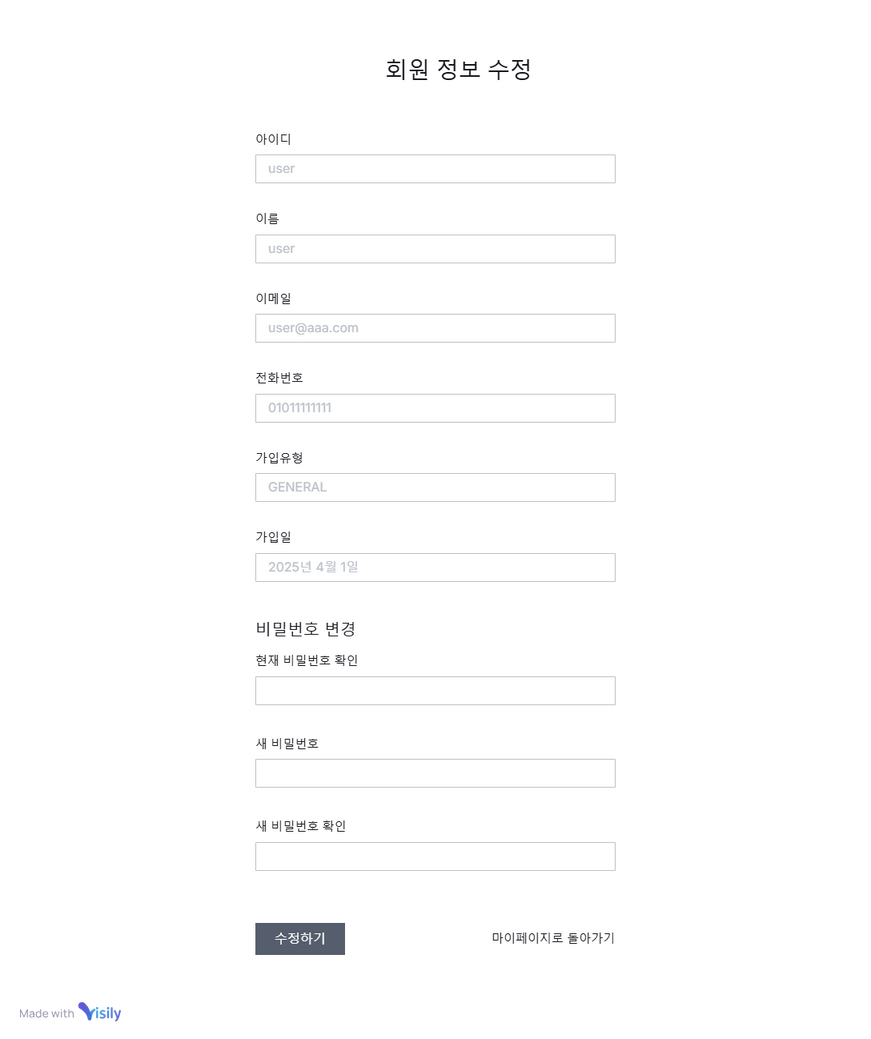 회원 정보 수정
아이디
user
이름
user
이메일
user@aaa.com
전화번호
01011111111
가입유형
GENERAL
가입일
2025년 4월 1일
비밀번호 변경
현재 비밀번호 확인
새 비밀번호
새 비밀번호 확인
수정하기 마이페이지로 돌아가기
Made with Visily